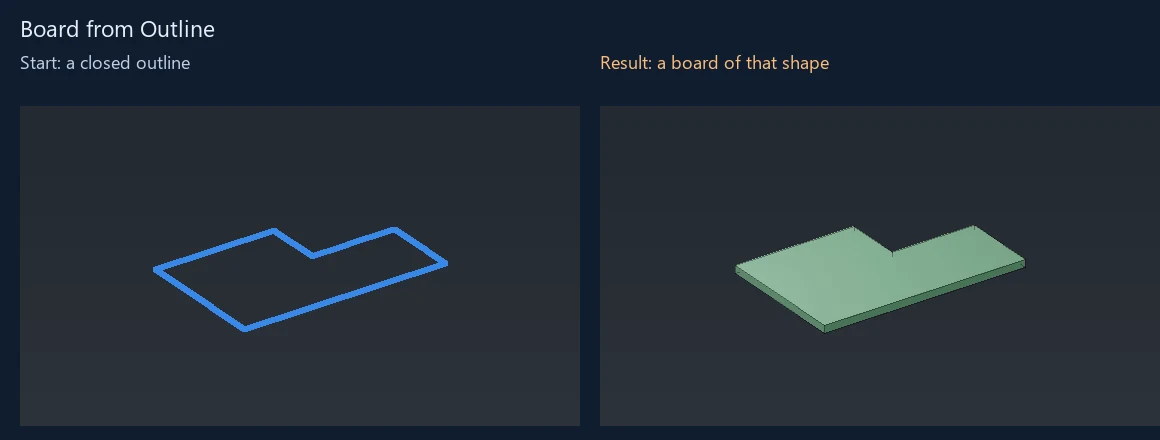 Board from Outline
Start: a closed outline
Result: a board of that shape